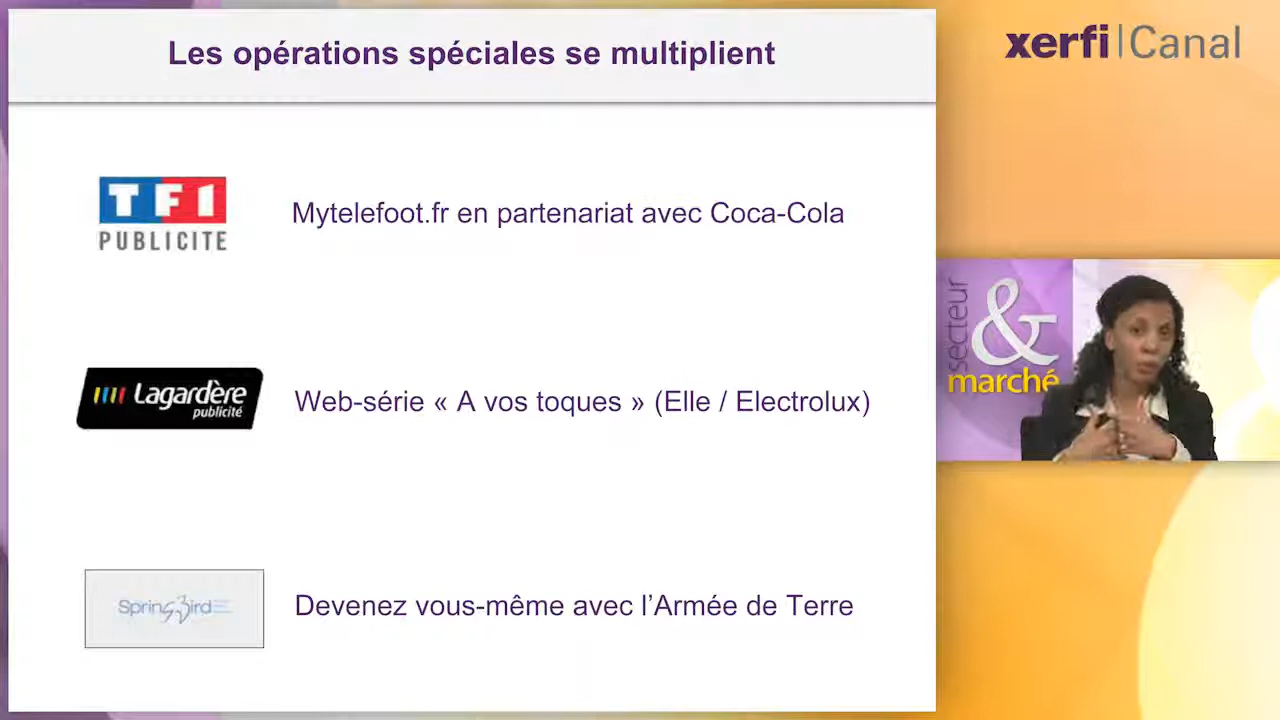 Les opérations spéciales se multiplient
xerfi Canal
TF1
PUBLICITE
Mytelefoot.fr en partenariat avec Coca-Cola
secteur
&
marché
Lagardère
publicité
Web-série « A vos toques » (Elle / Electrolux)
SpringBird
Devenez vous-même avec l'Armée de Terre